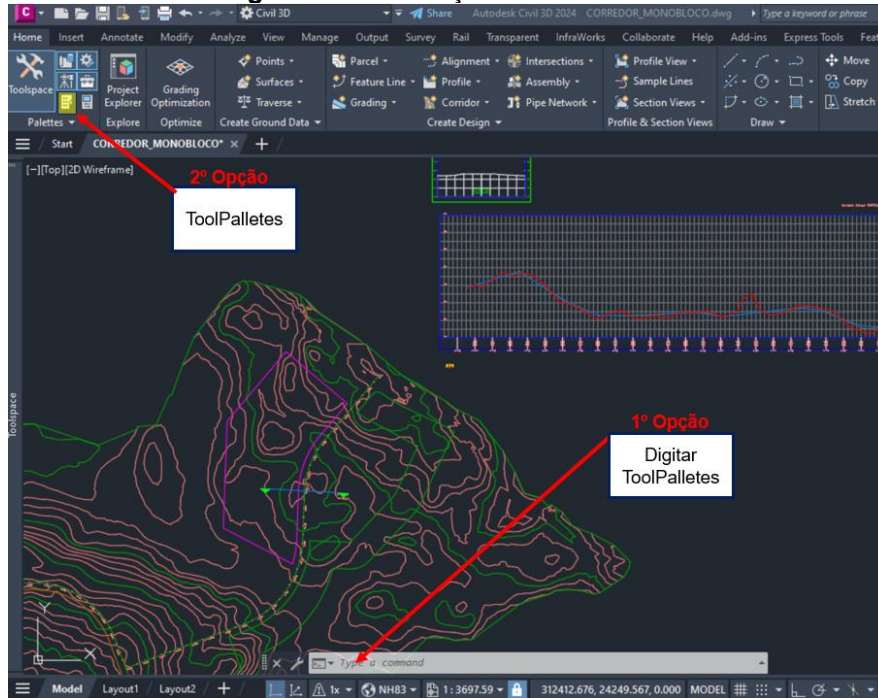 Civil 3D
Share Autodesk Civil 3D 2024 CORREDOR_MONOBLOCO.dwg Type a keyword or phrase
Home Insert Annotate Modify Analyze View Manage Output Survey Rail Transparent InfraWorks Collaborate Help Add-ins Express Tools Feat
Toolspace
Project Explorer
Grading Optimization
Points
Surfaces
Traverse
Parcel
Feature Line
Grading
Alignment
Profile
Corridor
Intersections
Assembly
Pipe Network
Profile View
Sample Lines
Section Views
Move
Copy
Stretch
Palettes Explore Optimize Create Ground Data Create Design Profile & Section Views Draw
Start CORREDOR_MONOBLOCO* × +
[−][Top][2D Wireframe]
2º Opção
ToolPalletes
1º Opção
Digitar
ToolPalletes
Toolspace
Y
X
Type a command
Model Layout1 Layout2 + 1x NH83 1:3697.59 312412.676, 24249.567, 0.000 MODEL